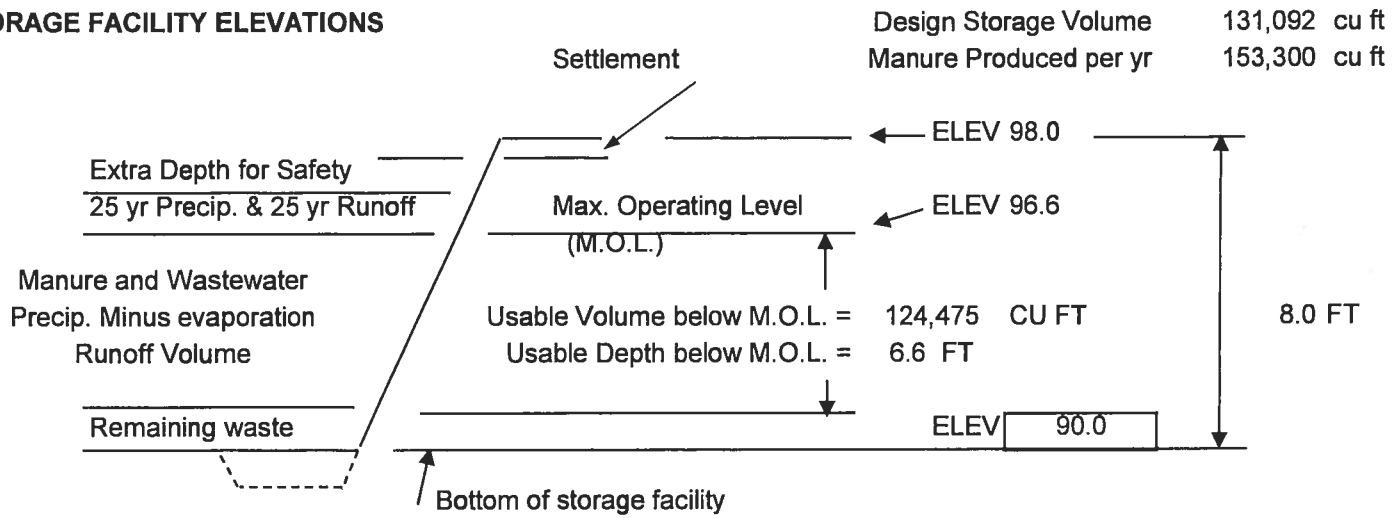 ORAGE FACILITY ELEVATIONS
Design Storage Volume 131,092 cu ft
Settlement
Manure Produced per yr 153,300 cu ft
ELEV 98.0
Extra Depth for Safety
25 yr Precip. & 25 yr Runoff
Max. Operating Level
(M.O.L.)
ELEV 96.6
Manure and Wastewater
Precip. Minus evaporation
Runoff Volume
Usable Volume below M.O.L. = 124,475 CU FT
Usable Depth below M.O.L. = 6.6 FT
8.0 FT
Remaining waste
ELEV 90.0
Bottom of storage facility